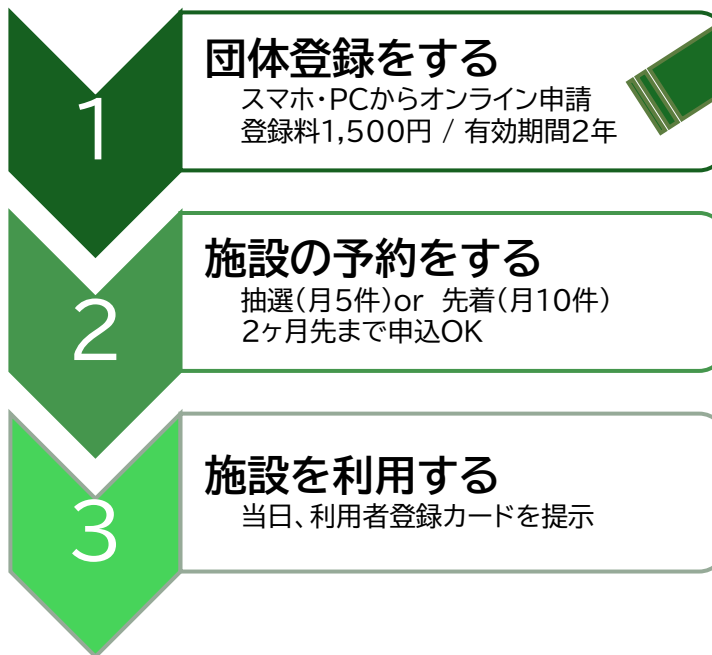 1
団体登録をする
スマホ・PCからオンライン申請
登録料1,500円 / 有効期間2年
2
施設の予約をする
抽選(月5件)or 先着(月10件)
2ヶ月先まで申込OK
3
施設を利用する
当日、利用者登録カードを提示